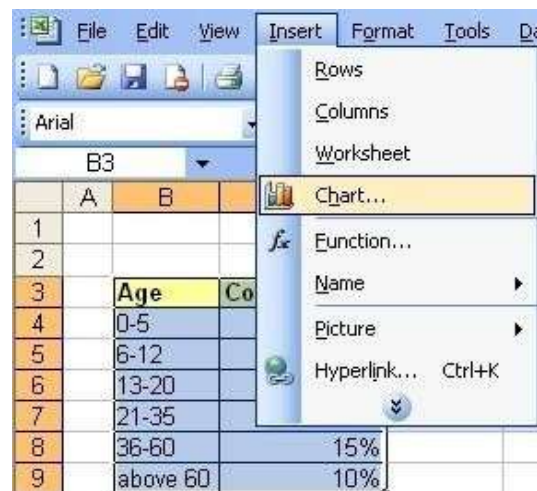 File Edit View Insert Format Tools Da
Arial
B3
A B
Rows
Columns
Worksheet
Chart...
Function...
Name
Picture
Hyperlink... Ctrl+K
1
2
3 Age Co
4 0-5
5 6-12
6 13-20
7 21-35
8 36-60 15%
9 above 60 10%